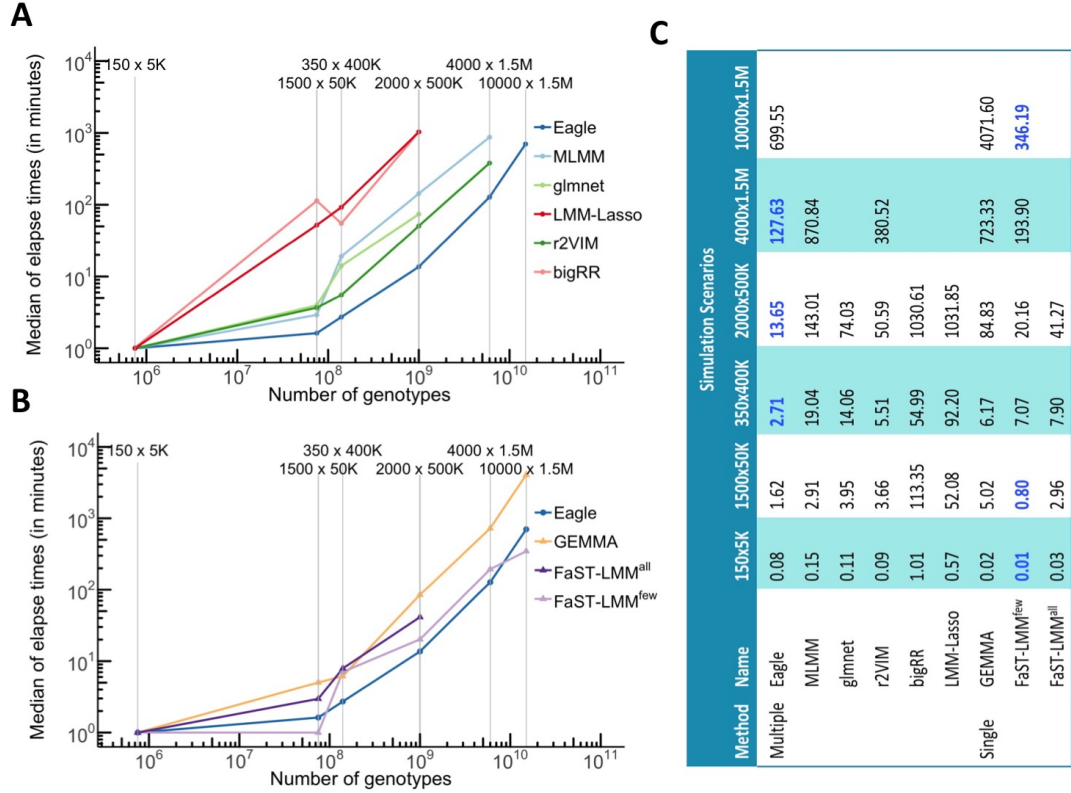 A
Median of elapse times (in minutes)
10^4
10^3
10^2
10^1
10^0
150 x 5K
350 x 400K
4000 x 1.5M
1500 x 50K
2000 x 500K
10000 x 1.5M
Eagle
MLMM
glmnet
LMM-Lasso
r2VIM
bigRR
10^6
10^7
10^8
10^9
10^10
10^11
Number of genotypes
B
Median of elapse times (in minutes)
10^4
10^3
10^2
10^1
10^0
150 x 5K
350 x 400K
4000 x 1.5M
1500 x 50K
2000 x 500K
10000 x 1.5M
Eagle
GEMMA
FaST-LMM^all
FaST-LMM^few
10^6
10^7
10^8
10^9
10^10
10^11
Number of genotypes
C
Simulation Scenarios
Method Name 150x5K 1500x50K 350x400K 2000x500K 4000x1.5M 10000x1.5M
Multiple Eagle 0.08 1.62 2.71 13.65 127.63 699.55
MLMM 0.15 2.91 19.04 143.01 870.84
glmnet 0.11 3.95 14.06 74.03
r2VIM 0.09 3.66 5.51 50.59 380.52
bigRR 1.01 113.35 54.99 1030.61
LMM-Lasso 0.57 52.08 92.20 1031.85
Single GEMMA 0.02 5.02 6.17 84.83 723.33 4071.60
FaST-LMM^few 0.01 0.80 7.07 20.16 193.90 346.19
FaST-LMM^all 0.03 2.96 7.90 41.27